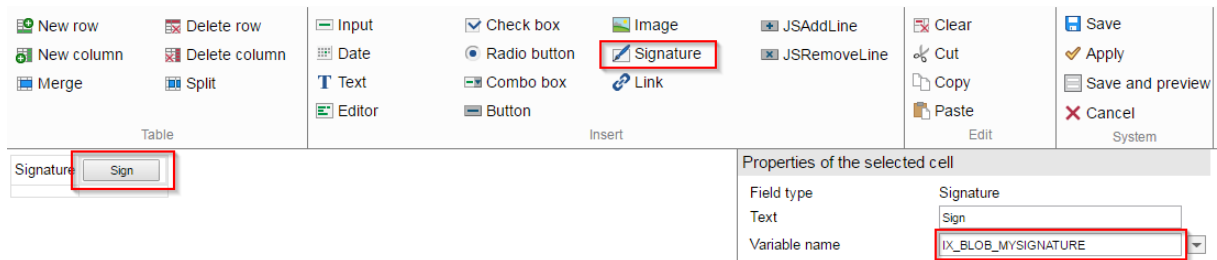 New row
Delete row
New column
Delete column
Merge
Split
Table
Input
Check box
Image
JSAddLine
Date
Radio button
Signature
JSRemoveLine
Text
Combo box
Link
Editor
Button
Insert
Clear
Cut
Copy
Paste
Edit
Save
Apply
Save and preview
Cancel
System
Signature Sign
Properties of the selected cell
Field type Signature
Text Sign
Variable name IX_BLOB_MYSIGNATURE